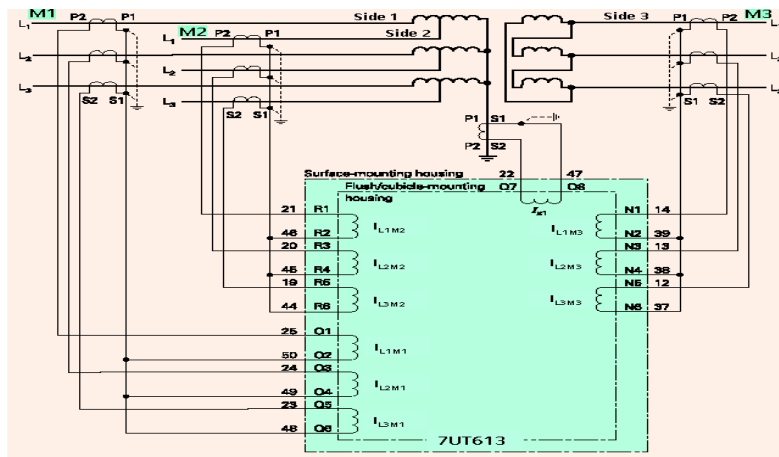 M1
P2 P1 Side 1 Side 3 P1 P2 M3
L1 M2 L
L1 P2 P1 Side 2
L2 L
L2
S2 S1 S1 S2
L3 L
L3
S2 S1
P1 S1
P2 S2
Surface-mounting housing 22 47
Flush/cubicle-mounting Q7 Q8
housing
21 R1 IX1 N1 14
IL1M2 IL1M3
46 R2 N2 39
20 R3 N3 13
IL2M2 IL2M3
45 R4 N4 38
19 R5 N5 12
IL3M2 IL3M3
44 R6 N6 37
25 Q1
IL1M1
50 Q2
24 Q3
IL2M1
49 Q4
23 Q5
IL3M1
48 Q6
7UT613